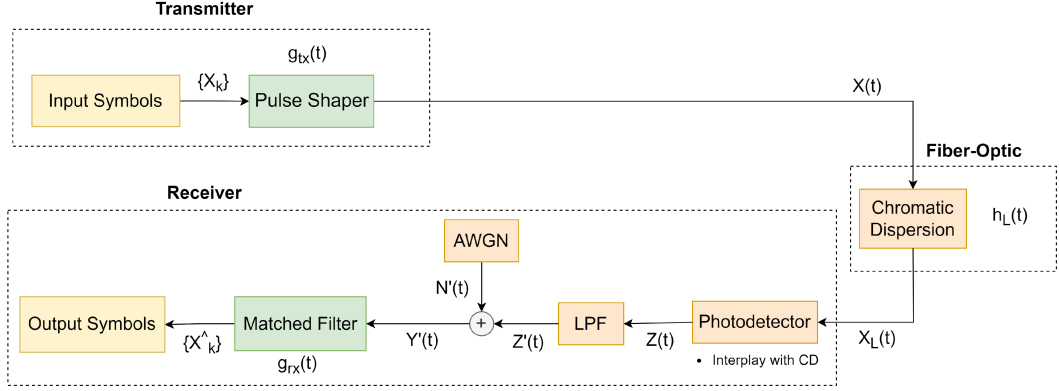 Transmitter
g_tx(t)
{X_k}
Input Symbols
Pulse Shaper
X(t)
Fiber-Optic
Chromatic
Dispersion
h_L(t)
Receiver
AWGN
N'(t)
Output Symbols
Matched Filter
+
LPF
Photodetector
{X^_k}
Y'(t)
Z'(t)
Z(t)
X_L(t)
g_rx(t)
• Interplay with CD